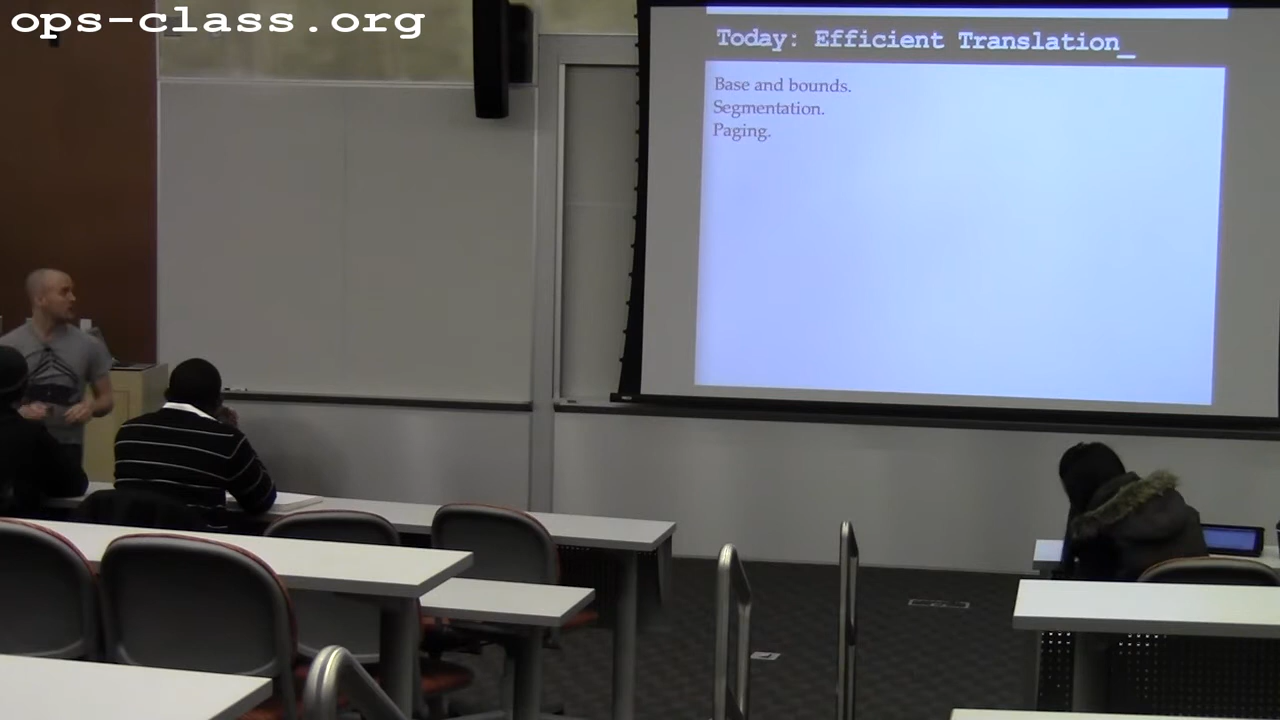 ops-class.org
Today: Efficient Translation_
Base and bounds.
Segmentation.
Paging.